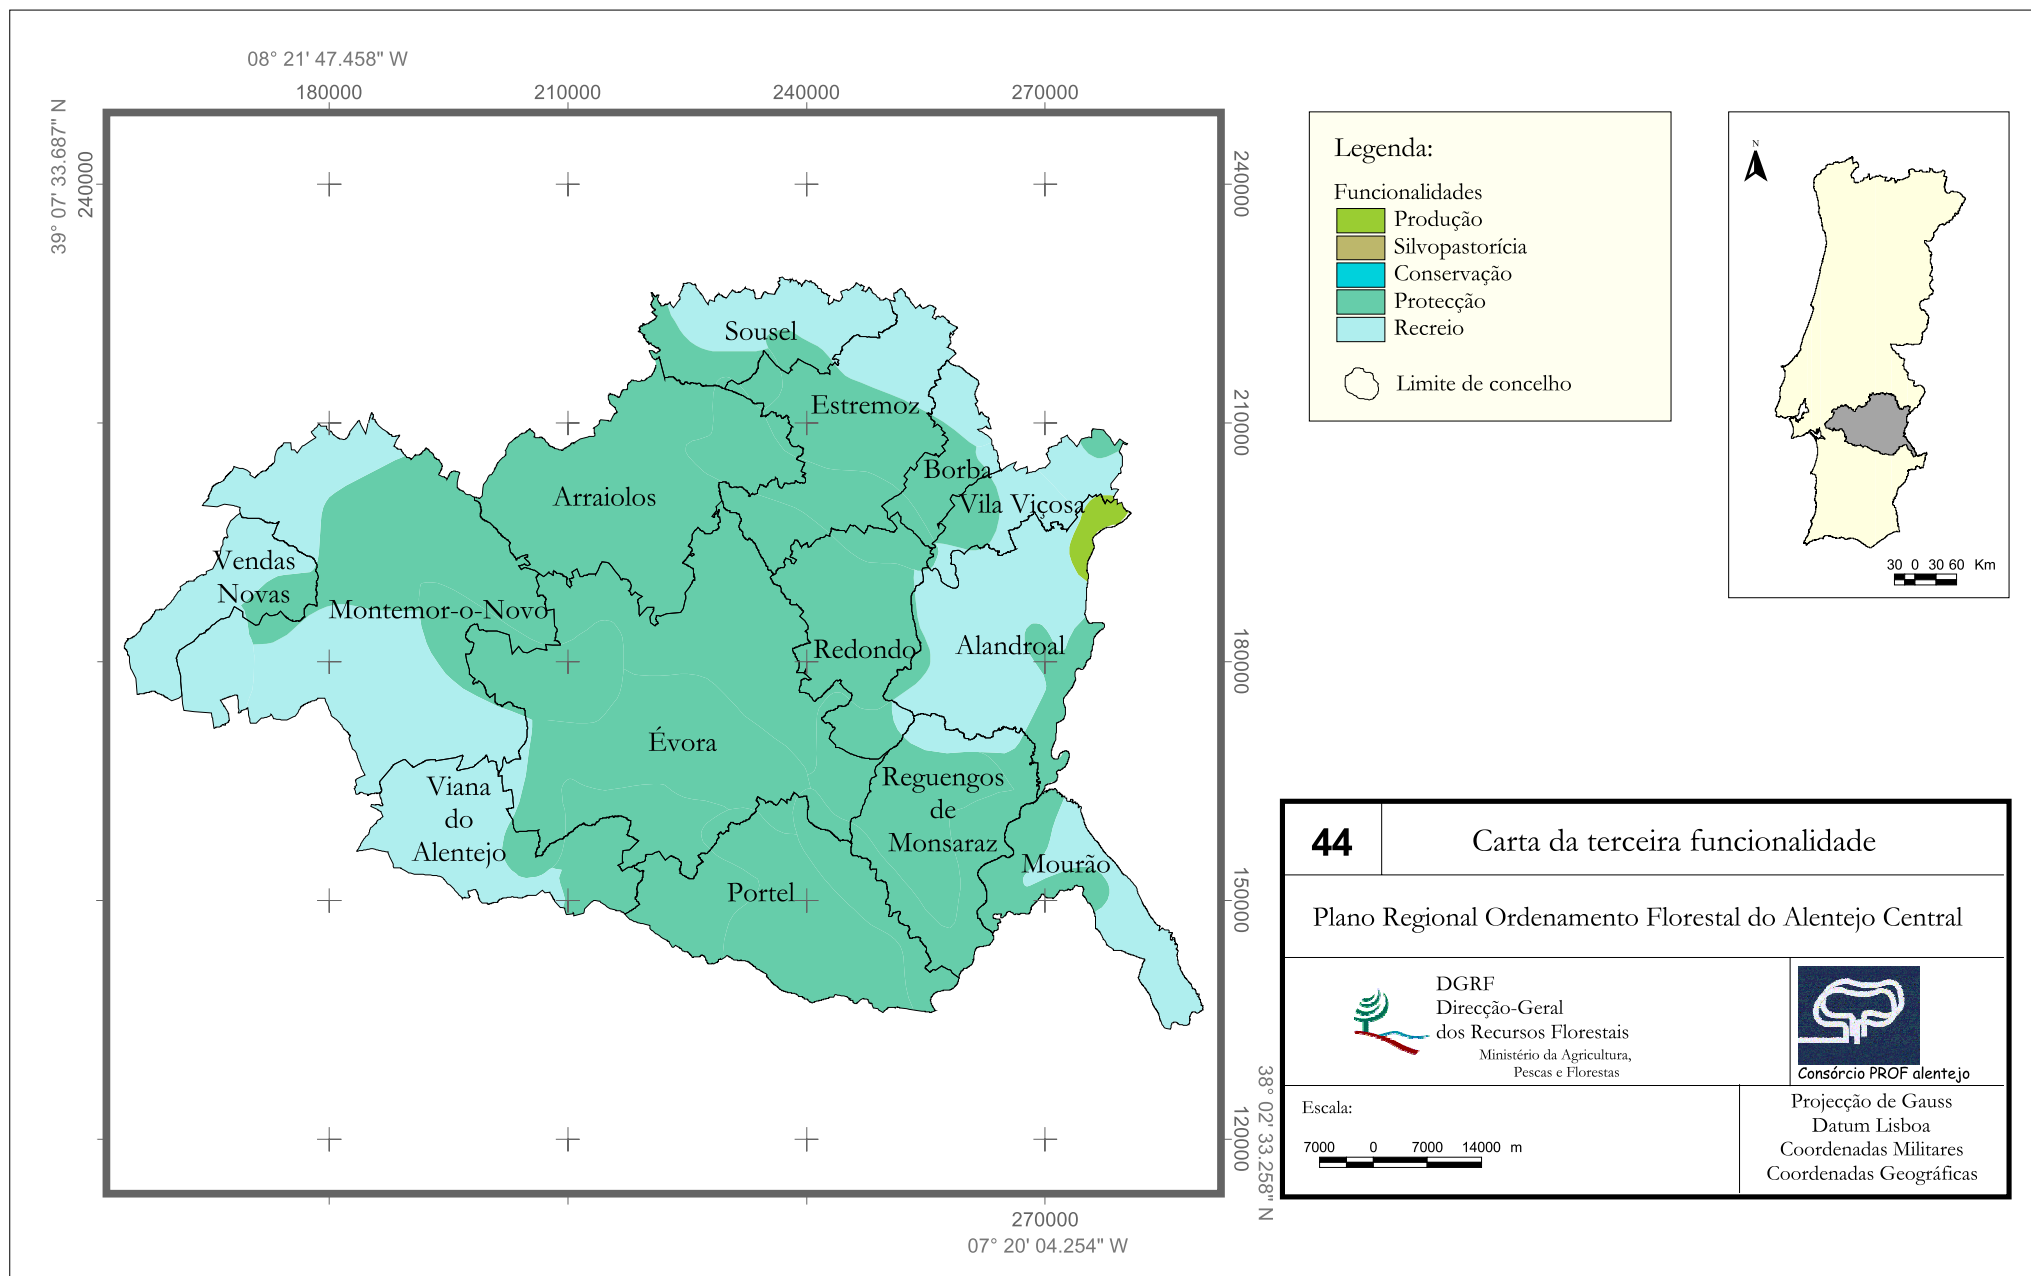 08° 21' 47.458" W
180000
210000
240000
270000
39° 07' 33.687" N
240000
240000
210000
180000
150000
120000
38° 02' 33.258" N
270000
07° 20' 04.254" W
Sousel
Estremoz
Arraiolos
Borba
Vila Viçosa
Vendas
Novas
Montemor-o-Novo
Redondo
Alandroal
Évora
Viana
do
Alentejo
Reguengos
de
Monsaraz
Mourão
Portel
Legenda:
Funcionalidades
Produção
Silvopastorícia
Conservação
Protecção
Recreio
Limite de concelho
N
30 0 30 60 Km
44
Carta da terceira funcionalidade
Plano Regional Ordenamento Florestal do Alentejo Central
DGRF
Direcção-Geral
dos Recursos Florestais
Ministério da Agricultura,
Pescas e Florestas
Consórcio PROF alentejo
Escala:
7000 0 7000 14000 m
Projecção de Gauss
Datum Lisboa
Coordenadas Militares
Coordenadas Geográficas